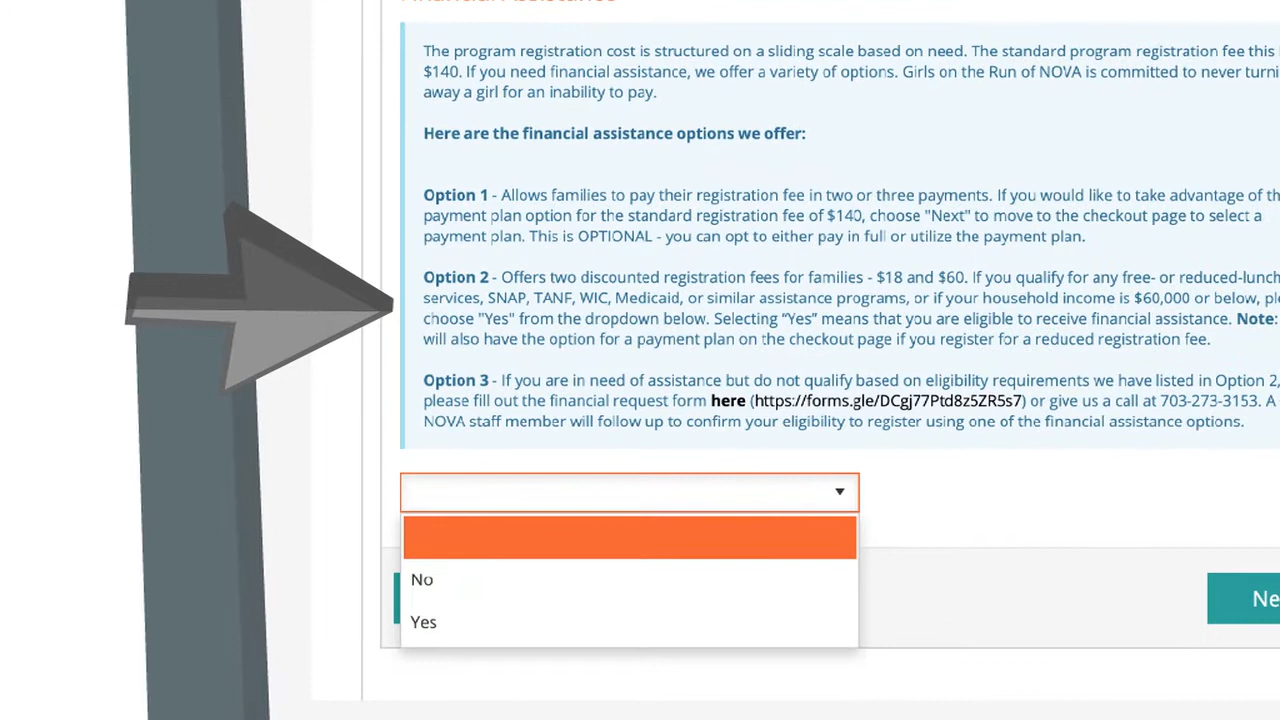 Financial Assistance
The program registration cost is structured on a sliding scale based on need. The standard program registration fee this
$140. If you need financial assistance, we offer a variety of options. Girls on the Run of NOVA is committed to never turni
away a girl for an inability to pay.
Here are the financial assistance options we offer:
Option 1 - Allows families to pay their registration fee in two or three payments. If you would like to take advantage of th
payment plan option for the standard registration fee of $140, choose "Next" to move to the checkout page to select a
payment plan. This is OPTIONAL - you can opt to either pay in full or utilize the payment plan.
Option 2 - Offers two discounted registration fees for families - $18 and $60. If you qualify for any free- or reduced-lunch
services, SNAP, TANF, WIC, Medicaid, or similar assistance programs, or if your household income is $60,000 or below, ple
choose "Yes" from the dropdown below. Selecting “Yes” means that you are eligible to receive financial assistance. Note:
will also have the option for a payment plan on the checkout page if you register for a reduced registration fee.
Option 3 - If you are in need of assistance but do not qualify based on eligibility requirements we have listed in Option 2,
please fill out the financial request form here (https://forms.gle/DCgj77Ptd8z5ZR5s7) or give us a call at 703-273-3153. A
NOVA staff member will follow up to confirm your eligibility to register using one of the financial assistance options.
No
Yes
Ne